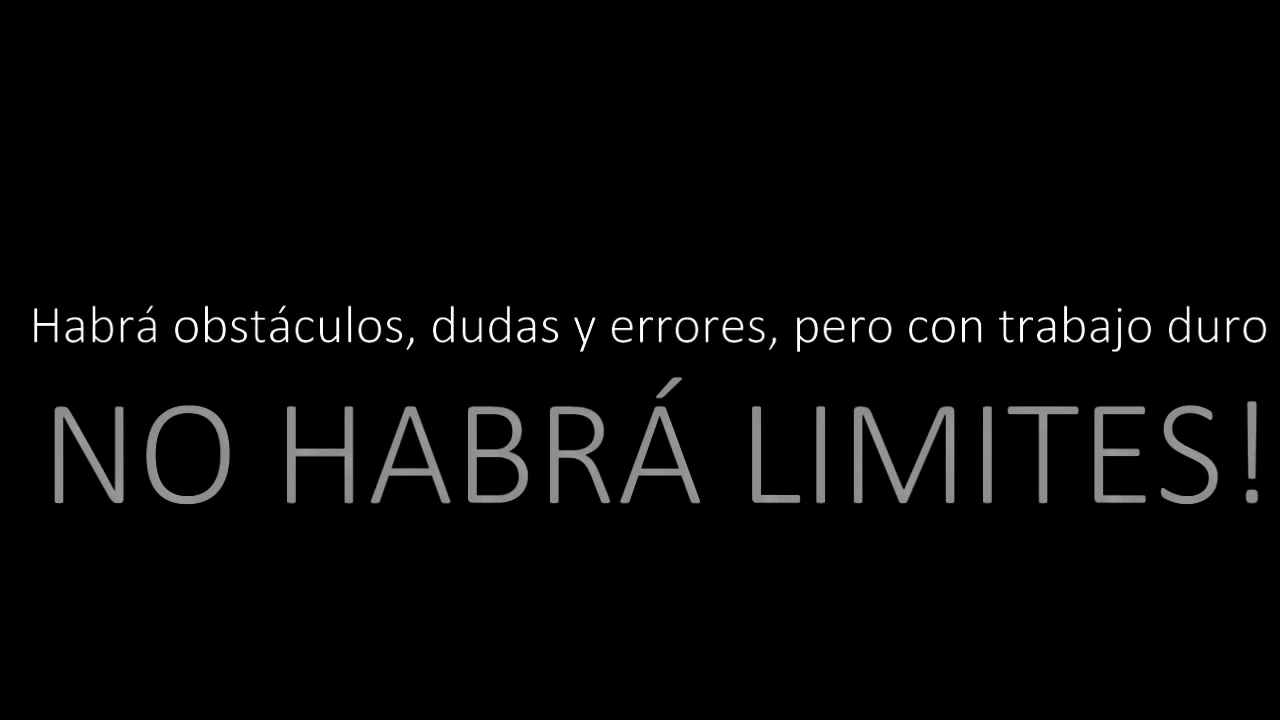 Habrá obstáculos, dudas y errores, pero con trabajo duro
NO HABRÁ LIMITES!